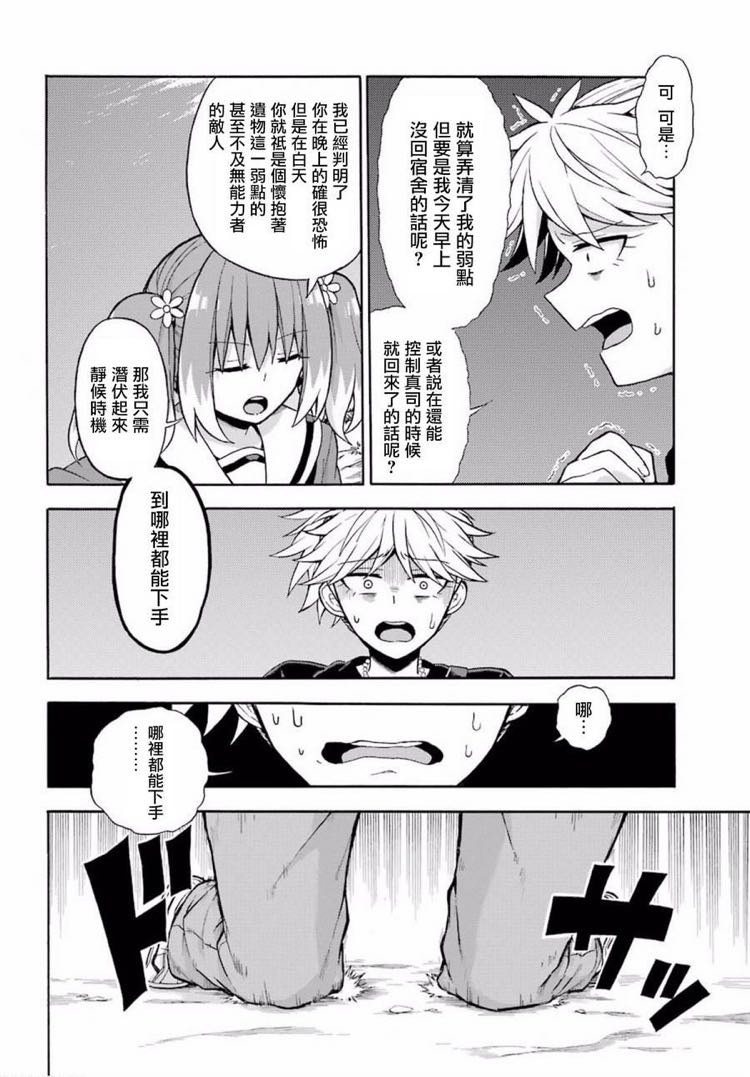 可 可是…
就算弄清了我的弱點
但要是我今天早上
沒回宿舍的話呢?
或者說在還能
控制真司的時候
就回來了的話呢?
我已經判明了
你在晚上的確很恐怖
但是在白天
你就祗是個懷抱著
遺物這一弱點的
甚至不及無能力者
的敵人
那我只需
潛伏起來
靜候時機
到哪裡都能下手
哪…
哪裡都能下手
………
ドサッ